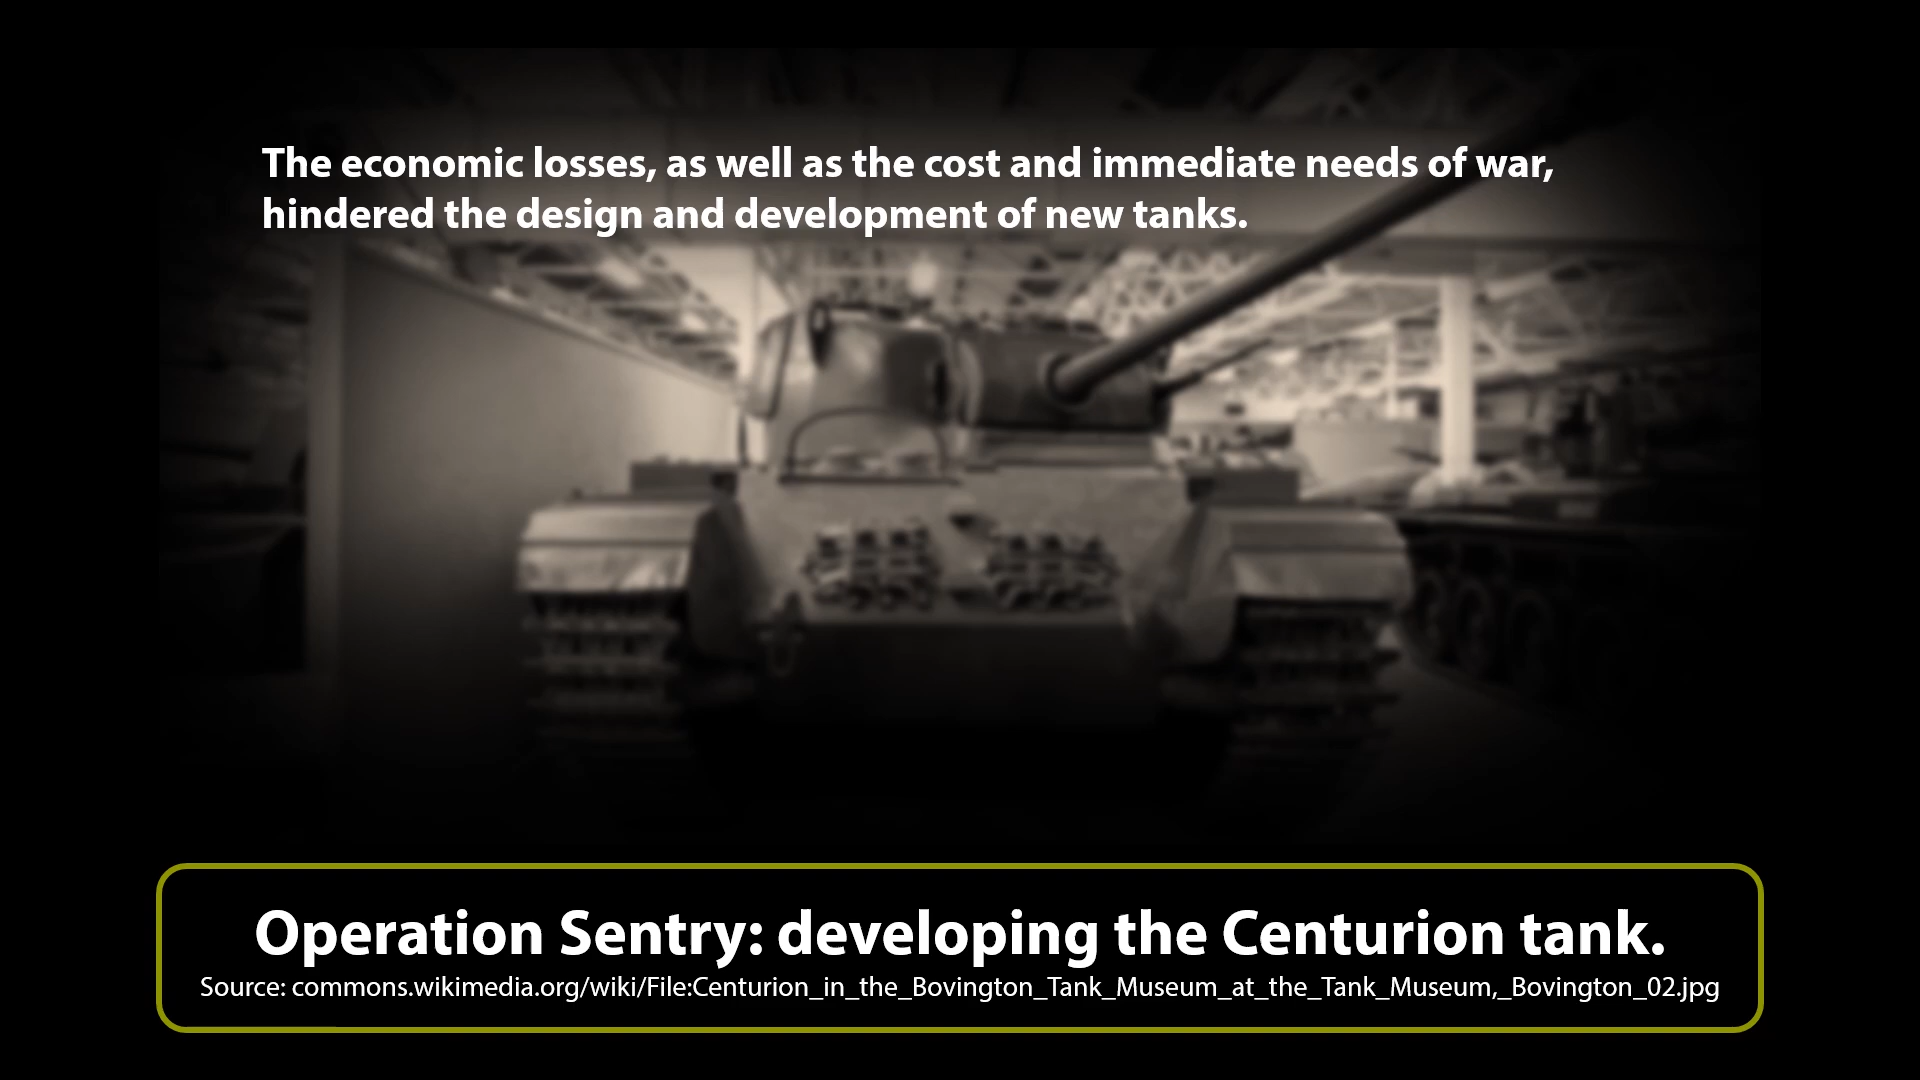 The economic losses, as well as the cost and immediate needs of war,
hindered the design and development of new tanks.
Operation Sentry: developing the Centurion tank.
Source: commons.wikimedia.org/wiki/File:Centurion_in_the_Bovington_Tank_Museum_at_the_Tank_Museum,_Bovington_02.jpg